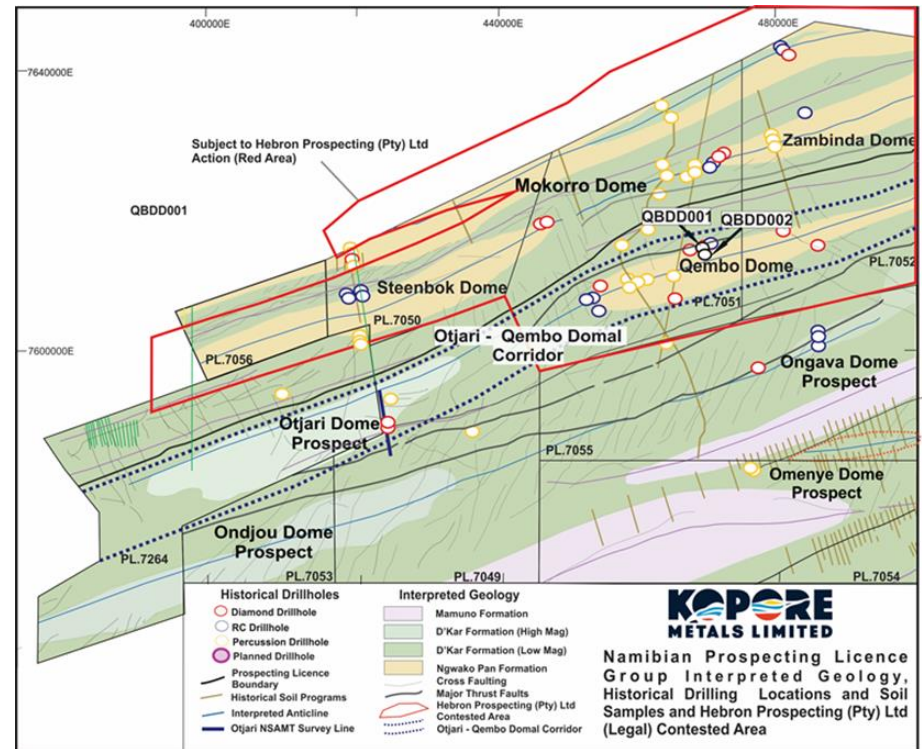 400000E
440000E
480000E
7640000E
Subject to Hebron Prospecting (Pty) Ltd
Action (Red Area)
QBDD001
Zambinda Dome
Mokorro Dome
QBDD001
QBDD002
Qembo Dome
PL.7052
Steenbok Dome
PL.7051
PL.7050
7600000E
PL.7056
Otjari - Qembo Domal
Corridor
Ongava Dome
Prospect
Otjari Dome
Prospect
PL.7055
Omenye Dome
Prospect
Ondjou Dome
Prospect
PL.7264
PL.7053
PL.7049
PL.7054
Historical Drillholes
Diamond Drillhole
RC Drillhole
Percussion Drillhole
Planned Drillhole
Prospecting Licence
Boundary
Historical Soil Programs
Interpreted Anticline
Otjari NSAMT Survey Line
Interpreted Geology
Mamuno Formation
D'Kar Formation (High Mag)
D'Kar Formation (Low Mag)
Ngwako Pan Formation
Cross Faulting
Major Thrust Faults
Hebron Prospecting (Pty) Ltd
Contested Area
Otjari - Qembo Domal Corridor
KOPORE
METALS LIMITED
Namibian Prospecting Licence
Group Interpreted Geology,
Historical Drilling Locations and Soil
Samples and Hebron Prospecting (Pty) Ltd
(Legal) Contested Area